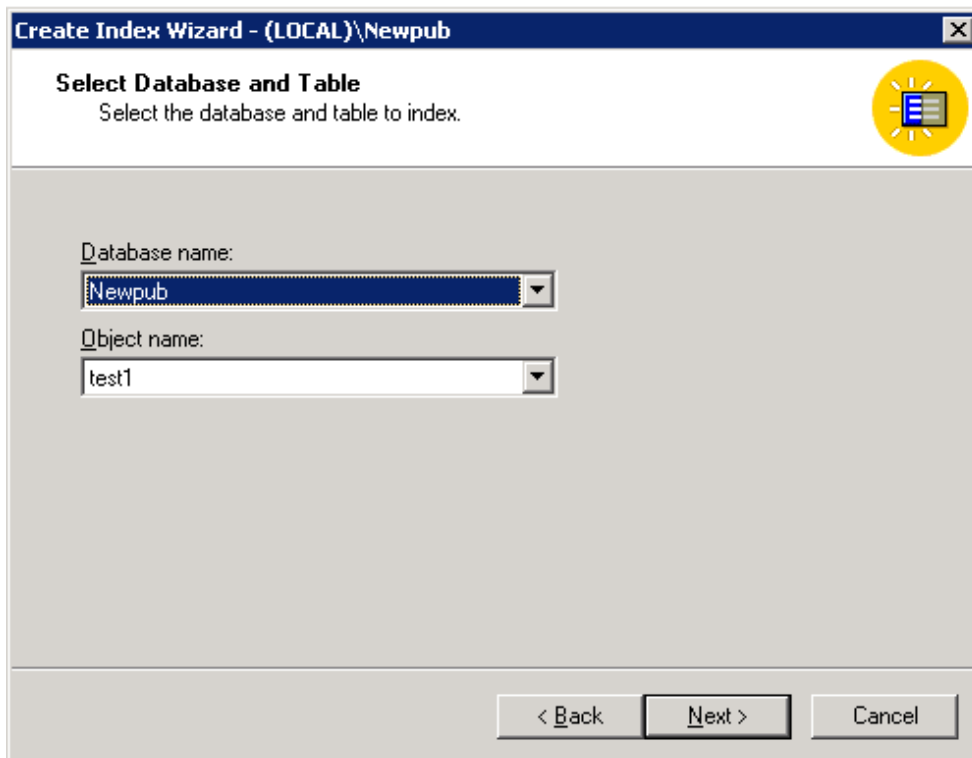 Create Index Wizard - (LOCAL)\Newpub
Select Database and Table
Select the database and table to index.
Database name:
Newpub
Object name:
test1
< Back Next > Cancel